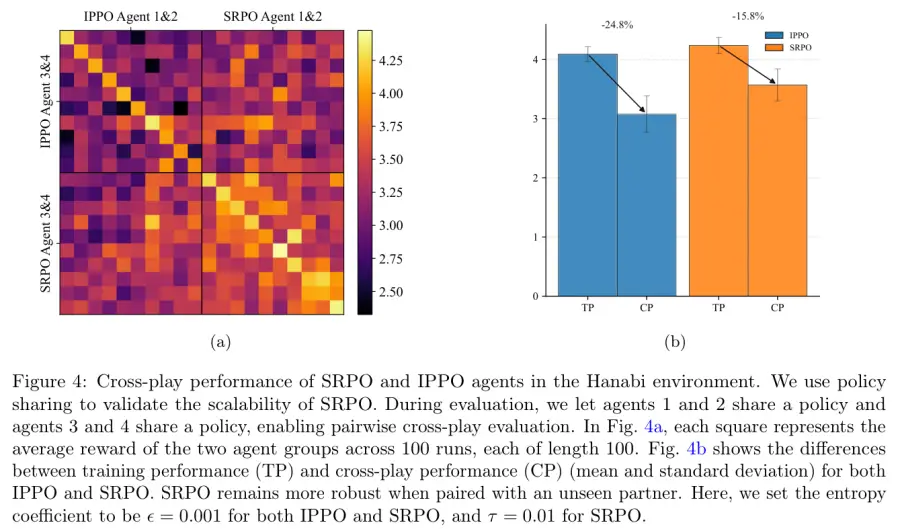 IPPO Agent 1&2 SRPO Agent 1&2
IPPO Agent 3&4
SRPO Agent 3&4
4.25
4.00
3.75
3.50
3.25
3.00
2.75
2.50
(a)
-24.8%
-15.8%
IPPO
SRPO
4
3
2
1
0
TP CP TP CP
(b)
Figure 4: Cross-play performance of SRPO and IPPO agents in the Hanabi environment. We use policy
sharing to validate the scalability of SRPO. During evaluation, we let agents 1 and 2 share a policy and
agents 3 and 4 share a policy, enabling pairwise cross-play evaluation. In Fig. 4a, each square represents the
average reward of the two agent groups across 100 runs, each of length 100. Fig. 4b shows the differences
between training performance (TP) and cross-play performance (CP) (mean and standard deviation) for both
IPPO and SRPO. SRPO remains more robust when paired with an unseen partner. Here, we set the entropy
coefficient to be ϵ = 0.001 for both IPPO and SRPO, and τ = 0.01 for SRPO.